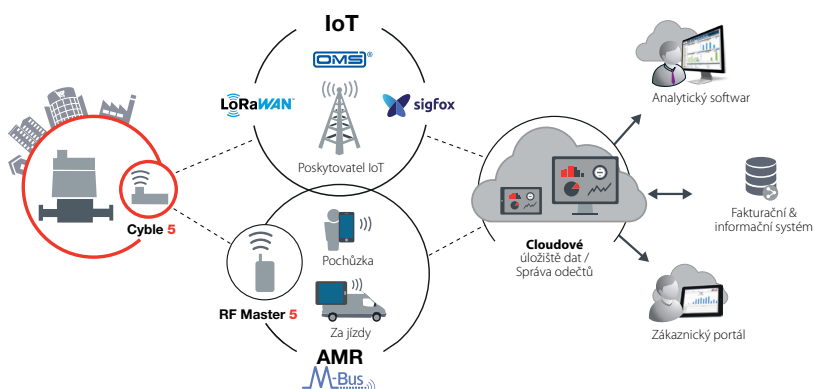 IoT
OMS®
LoRaWAN™
sigfox
Poskytovatel IoT
Cyble 5
Pochůzka
RF Master 5
Za jízdy
AMR
M-Bus
Cloudové
úložiště dat /
Správa odečtů
Analytický softwar
Fakturační &
informační systém
Zákaznický portál